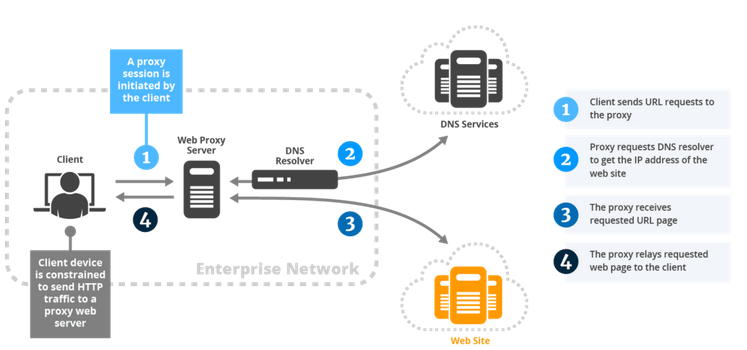 A proxy
session is
initiated by
the client
Client
1
4
Web Proxy
Server
DNS
Resolver
2
3
DNS Services
Enterprise Network
Client device
is constrained
to send HTTP
traffic to a
proxy web
server
Web Site
1 Client sends URL requests to
the proxy
2 Proxy requests DNS resolver
to get the IP address of the
web site
3 The proxy receives
requested URL page
4 The proxy relays requested
web page to the client